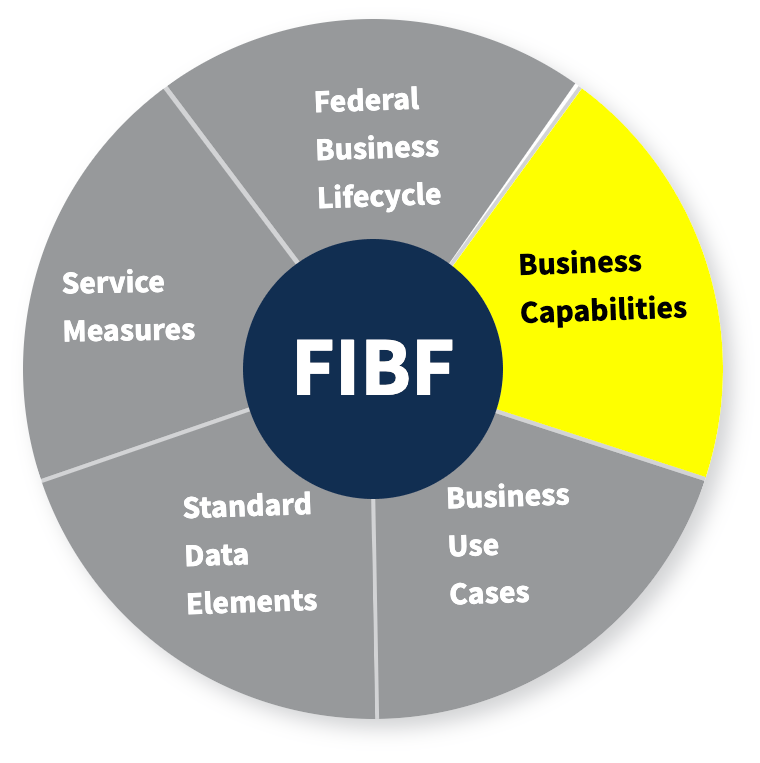 Federal
Business
Lifecycle
Business
Capabilities
Service
Measures
FIBF
Standard
Data
Elements
Business
Use
Cases